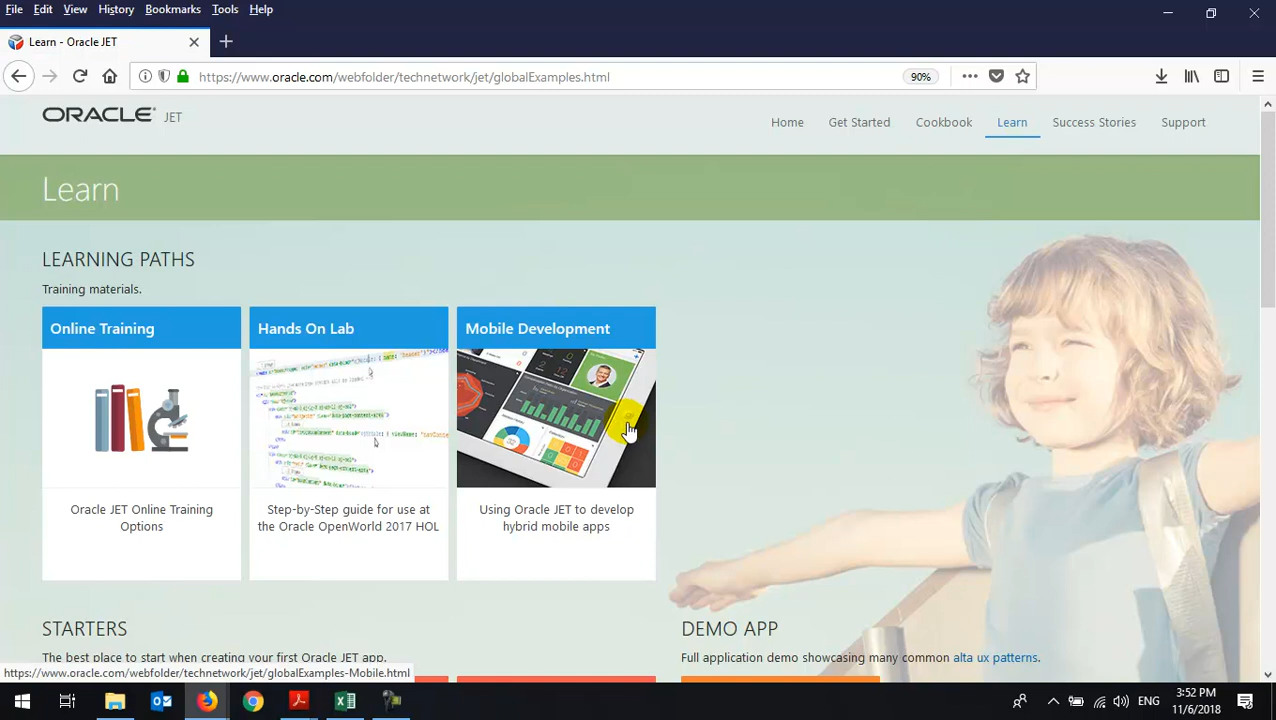 File Edit View History Bookmarks Tools Help
Learn - Oracle JET
https://www.oracle.com/webfolder/technetwork/jet/globalExamples.html
90%
ORACLE JET
Home Get Started Cookbook Learn Success Stories Support
Learn
LEARNING PATHS
Training materials.
Online Training
Hands On Lab
Mobile Development
Oracle JET Online Training
Options
Step-by-Step guide for use at
the Oracle OpenWorld 2017 HOL
Using Oracle JET to develop
hybrid mobile apps
STARTERS
The best place to start when creating your first Oracle JET app.
DEMO APP
Full application demo showcasing many common alta ux patterns.
https://www.oracle.com/webfolder/technetwork/jet/globalExamples-Mobile.html
ENG
3:52 PM
11/6/2018